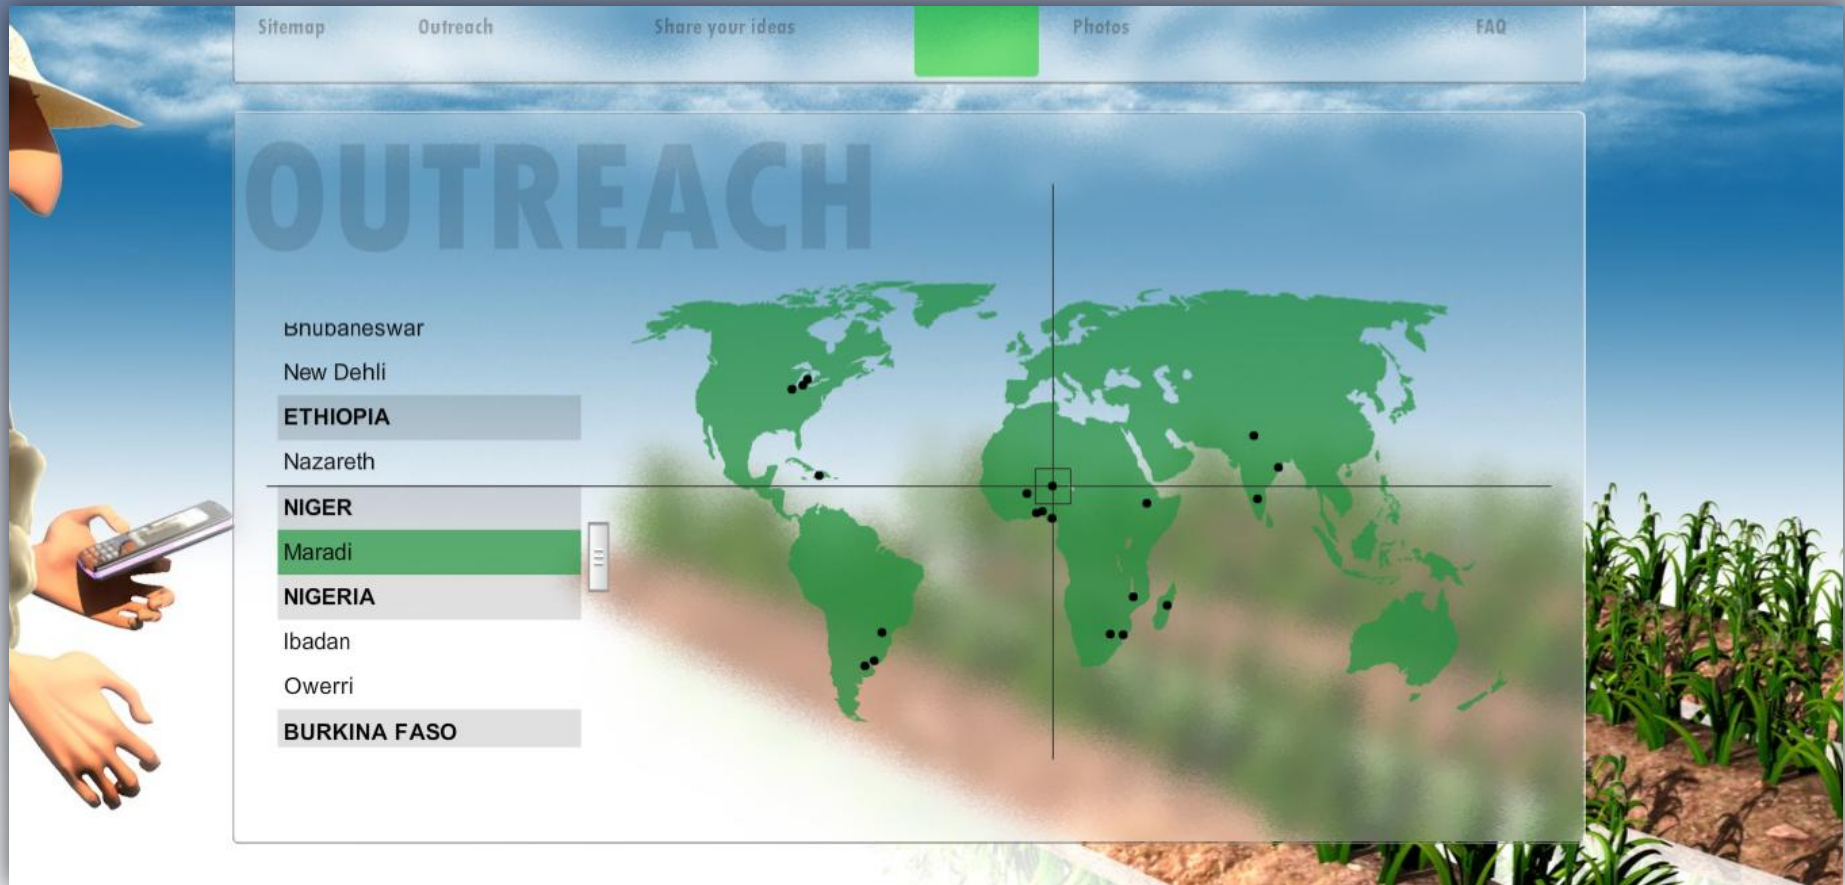 Sitemap Outreach Share your ideas Photos FAQ
OUTREACH
Bhubaneswar
New Dehli
ETHIOPIA
Nazareth
NIGER
Maradi
NIGERIA
Ibadan
Owerri
BURKINA FASO